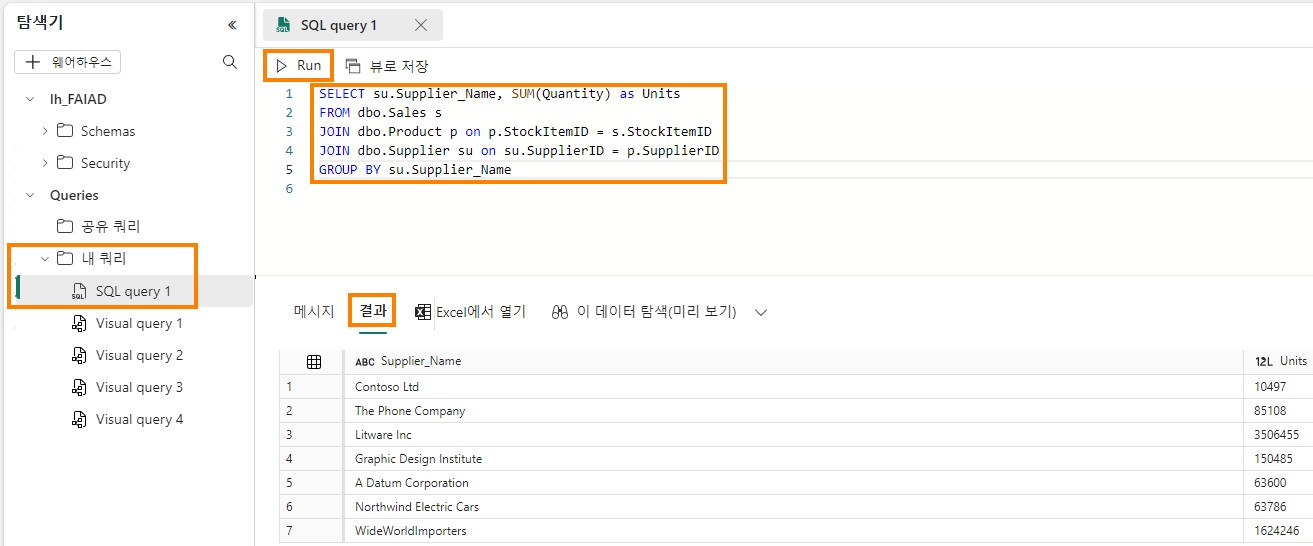 탐색기 «
+ 웨어하우스
lh_FAIAD
Schemas
Security
Queries
공유 쿼리
내 쿼리
SQL query 1
Visual query 1
Visual query 2
Visual query 3
Visual query 4
SQL query 1
Run 뷰로 저장
1 SELECT su.Supplier_Name, SUM(Quantity) as Units
2 FROM dbo.Sales s
3 JOIN dbo.Product p on p.StockItemID = s.StockItemID
4 JOIN dbo.Supplier su on su.SupplierID = p.SupplierID
5 GROUP BY su.Supplier_Name
6
메시지 결과 Excel에서 열기 이 데이터 탐색(미리 보기)
ABC Supplier_Name 12L Units
1 Contoso Ltd 10497
2 The Phone Company 85108
3 Litware Inc 3506455
4 Graphic Design Institute 150485
5 A Datum Corporation 63600
6 Northwind Electric Cars 63786
7 WideWorldImporters 1624246